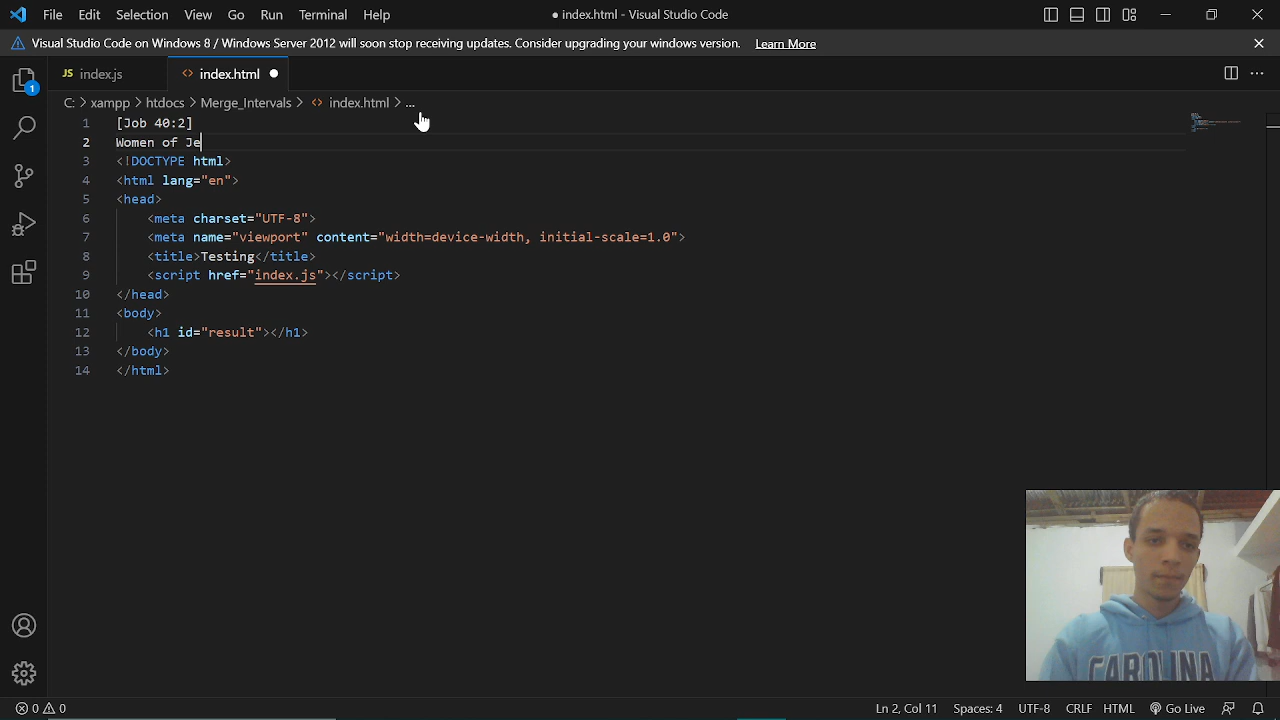 File Edit Selection View Go Run Terminal Help
● index.html - Visual Studio Code
Visual Studio Code on Windows 8 / Windows Server 2012 will soon stop receiving updates. Consider upgrading your windows version. Learn More
JS index.js
<> index.html ●
C: > xampp > htdocs > Merge_Intervals > <> index.html > ...
1 [Job 40:2]
2 Women of Je
3 <!DOCTYPE html>
4 <html lang="en">
5 <head>
6 <meta charset="UTF-8">
7 <meta name="viewport" content="width=device-width, initial-scale=1.0">
8 <title>Testing</title>
9 <script href="index.js"></script>
10 </head>
11 <body>
12 <h1 id="result"></h1>
13 </body>
14 </html>
1
CAROLINA
0 0
Ln 2, Col 11 Spaces: 4 UTF-8 CRLF HTML Go Live